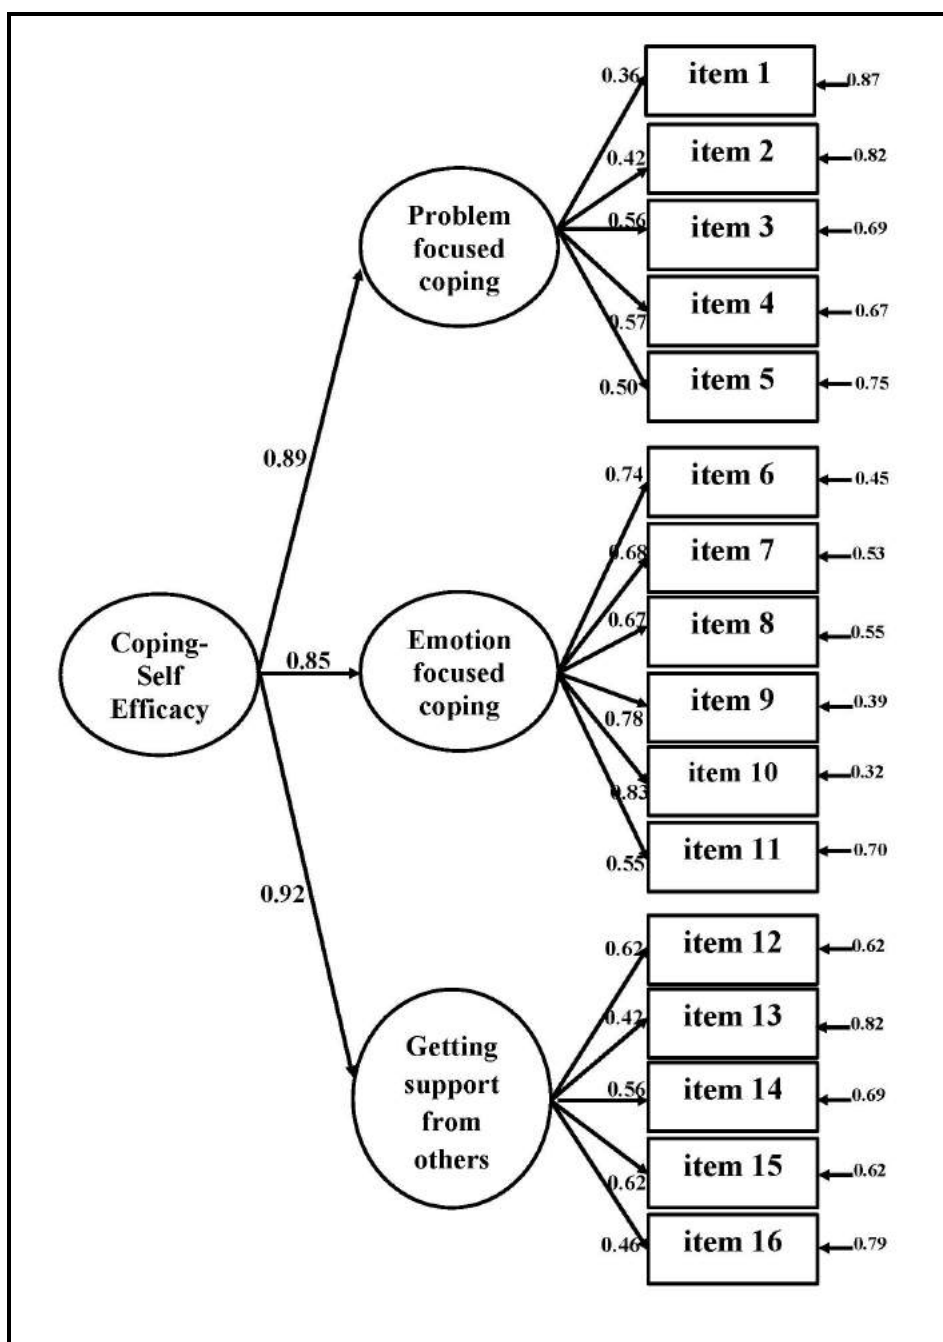 0.36
item 1
0.87
0.42
item 2
0.82
Problem
focused
coping
0.56
item 3
0.69
0.57
item 4
0.67
0.50
item 5
0.75
0.89
0.74
item 6
0.45
0.68
item 7
0.53
Coping-
Self
Efficacy
0.85
Emotion
focused
coping
0.67
item 8
0.55
0.78
item 9
0.39
0.83
item 10
0.32
0.55
item 11
0.70
0.92
0.62
item 12
0.62
0.42
item 13
0.82
Getting
support
from
others
0.56
item 14
0.69
0.62
item 15
0.62
0.46
item 16
0.79